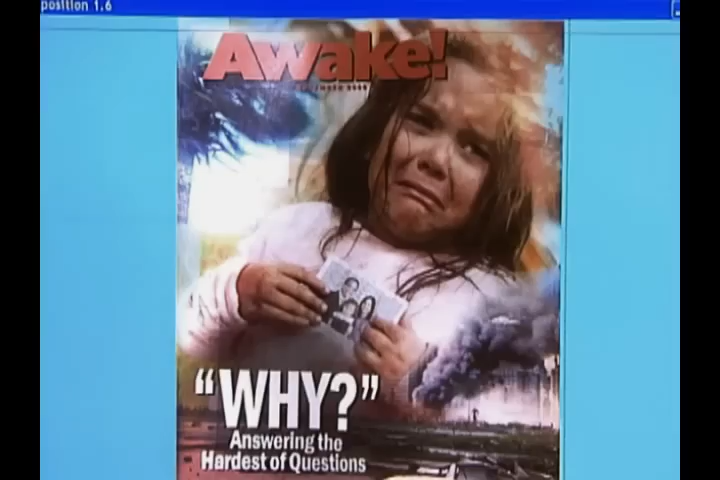 position 1.6
Awake!
"WHY?"
Answering the
Hardest of Questions